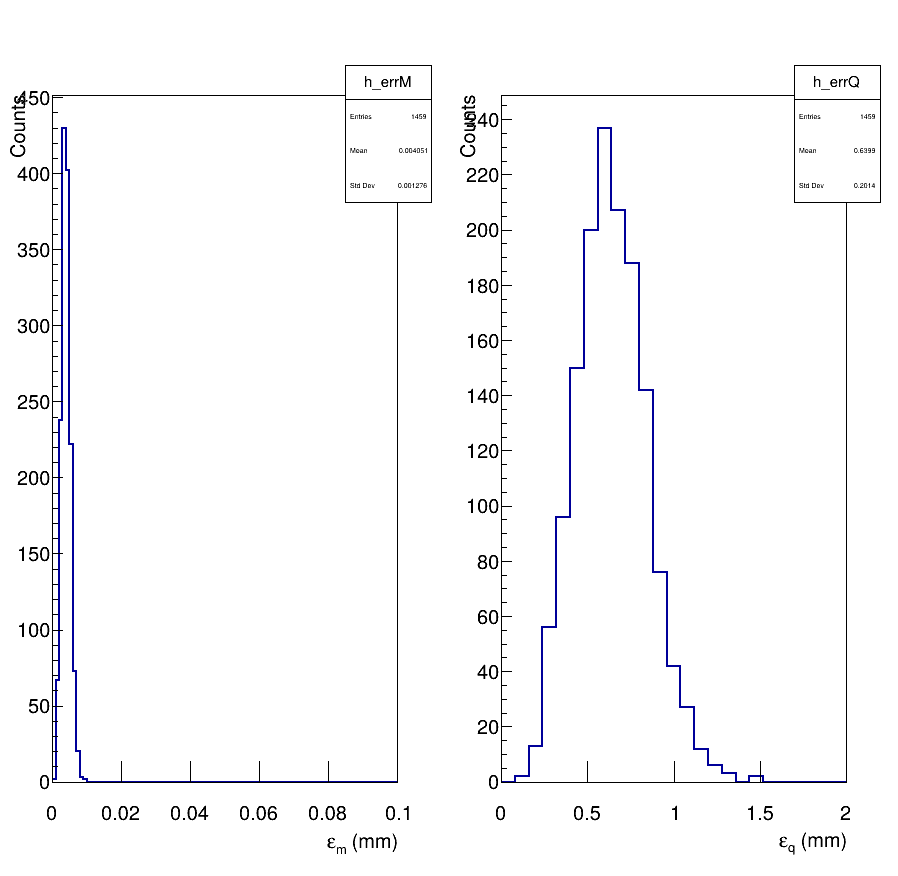 h_errM
Entries 1459
Mean 0.004051
Std Dev 0.001276
Counts
450
400
350
300
250
200
150
100
50
0
0 0.02 0.04 0.06 0.08 0.1
εm (mm)
h_errQ
Entries 1459
Mean 0.6399
Std Dev 0.2014
Counts
240
220
200
180
160
140
120
100
80
60
40
20
0
0 0.5 1 1.5 2
εq (mm)